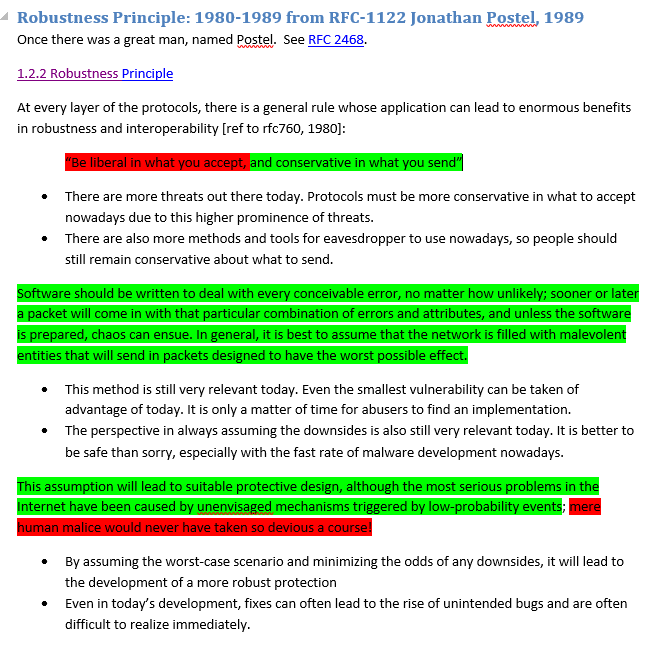 Robustness Principle: 1980-1989 from RFC-1122 Jonathan Postel, 1989
Once there was a great man, named Postel.  See RFC 2468.
1.2.2 Robustness Principle
At every layer of the protocols, there is a general rule whose application can lead to enormous benefits
in robustness and interoperability [ref to rfc760, 1980]:
“Be liberal in what you accept, and conservative in what you send”
• There are more threats out there today. Protocols must be more conservative in what to accept
nowadays due to this higher prominence of threats.
• There are also more methods and tools for eavesdropper to use nowadays, so people should
still remain conservative about what to send.
Software should be written to deal with every conceivable error, no matter how unlikely; sooner or later
a packet will come in with that particular combination of errors and attributes, and unless the software
is prepared, chaos can ensue. In general, it is best to assume that the network is filled with malevolent
entities that will send in packets designed to have the worst possible effect.
• This method is still very relevant today. Even the smallest vulnerability can be taken of
advantage of today. It is only a matter of time for abusers to find an implementation.
• The perspective in always assuming the downsides is also still very relevant today. It is better to
be safe than sorry, especially with the fast rate of malware development nowadays.
This assumption will lead to suitable protective design, although the most serious problems in the
Internet have been caused by unenvisaged mechanisms triggered by low-probability events; mere
human malice would never have taken so devious a course!
• By assuming the worst-case scenario and minimizing the odds of any downsides, it will lead to
the development of a more robust protection
• Even in today’s development, fixes can often lead to the rise of unintended bugs and are often
difficult to realize immediately.